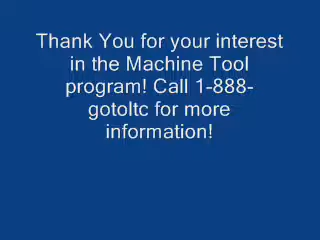 Thank You for your interest
in the Machine Tool
program! Call 1-888-
gotoltc for more
information!